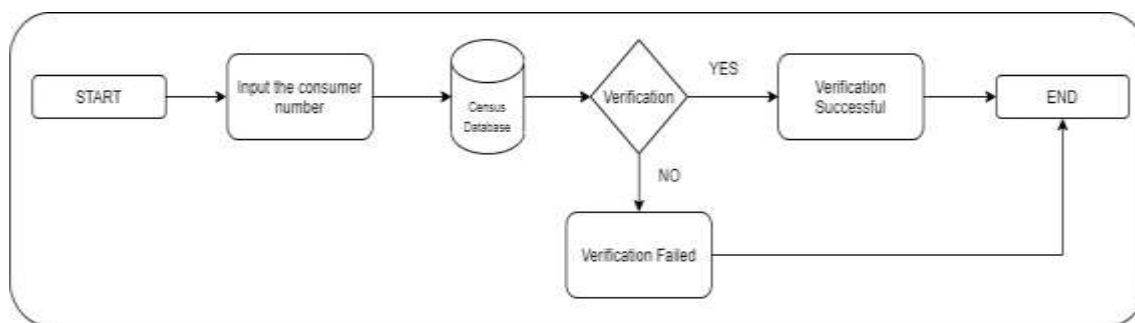 START
Input the consumer
number
Census
Database
Verification
YES
Verification
Successful
END
NO
Verification Failed